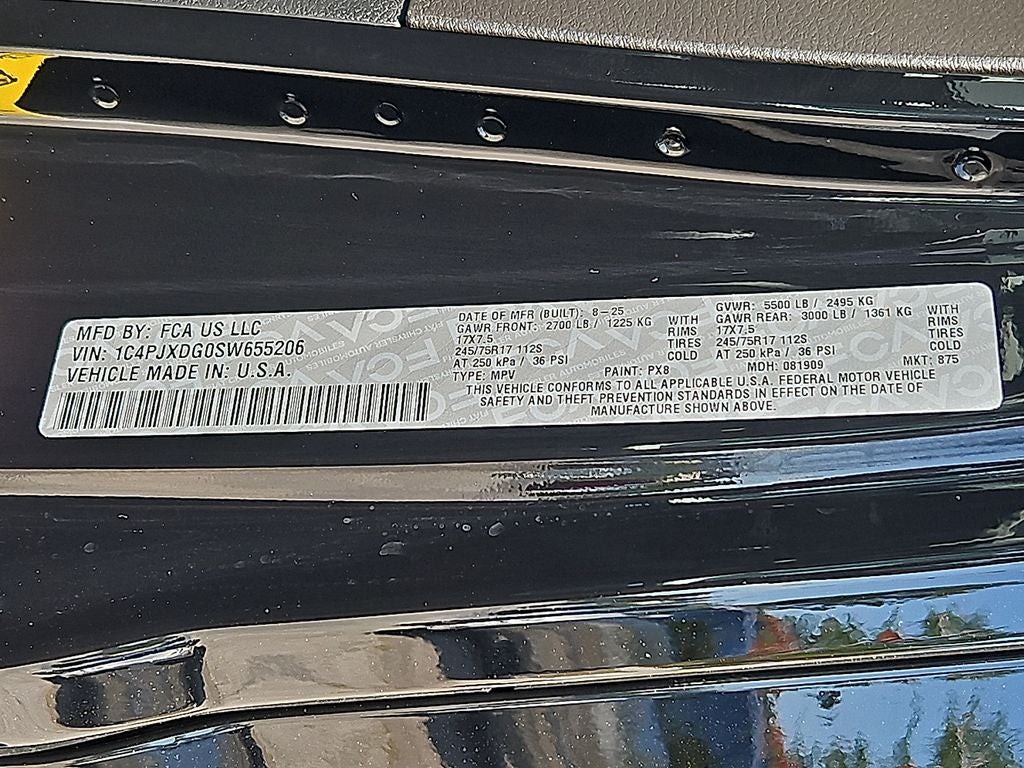 MFD BY: FCA US LLC
VIN: 1C4PJXDG0SW655206
VEHICLE MADE IN: U.S.A.
DATE OF MFR (BUILT): 8-25
GAWR FRONT: 2700 LB / 1225 KG WITH
17X7.5 RIMS
245/75R17 112S TIRES
AT 250 kPa / 36 PSI COLD
GVWR: 5500 LB / 2495 KG
GAWR REAR: 3000 LB / 1361 KG WITH
17X7.5 RIMS
245/75R17 112S TIRES
AT 250 kPa / 36 PSI COLD
TYPE: MPV PAINT: PX8 MDH: 081909 MKT: 875
THIS VEHICLE CONFORMS TO ALL APPLICABLE U.S.A. FEDERAL MOTOR VEHICLE
SAFETY AND THEFT PREVENTION STANDARDS IN EFFECT ON THE DATE OF
MANUFACTURE SHOWN ABOVE.